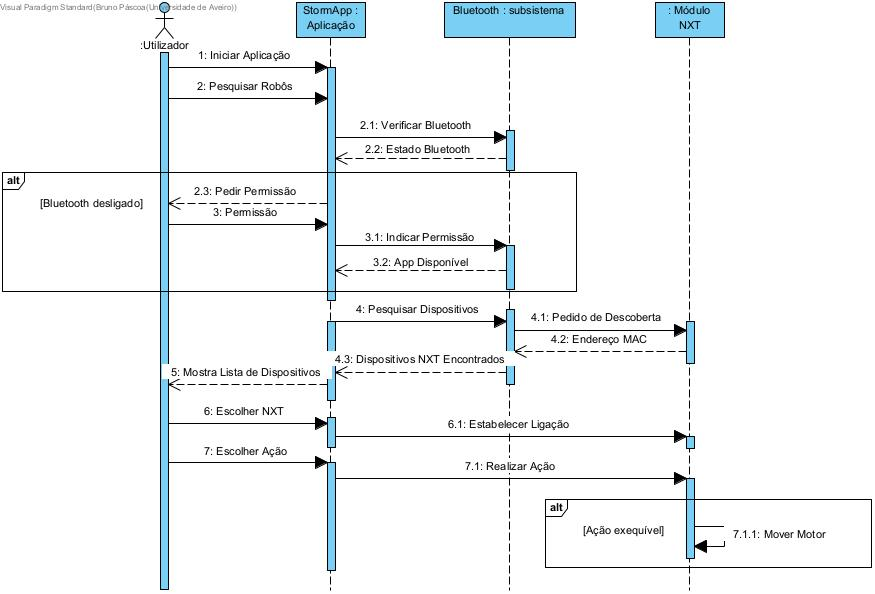 Visual Paradigm Standard(Bruno Páscoa(Universidade de Aveiro))
StormApp :
Aplicação
Bluetooth : subsistema
: Módulo
NXT
:Utilizador
1: Iniciar Aplicação
2: Pesquisar Robôs
2.1: Verificar Bluetooth
2.2: Estado Bluetooth
alt
2.3: Pedir Permissão
[Bluetooth desligado]
3: Permissão
3.1: Indicar Permissão
3.2: App Disponível
4: Pesquisar Dispositivos
4.1: Pedido de Descoberta
4.2: Endereço MAC
4.3: Dispositivos NXT Encontrados
5: Mostra Lista de Dispositivos
6: Escolher NXT
6.1: Estabelecer Ligação
7: Escolher Ação
7.1: Realizar Ação
alt
[Ação exequível]
7.1.1: Mover Motor